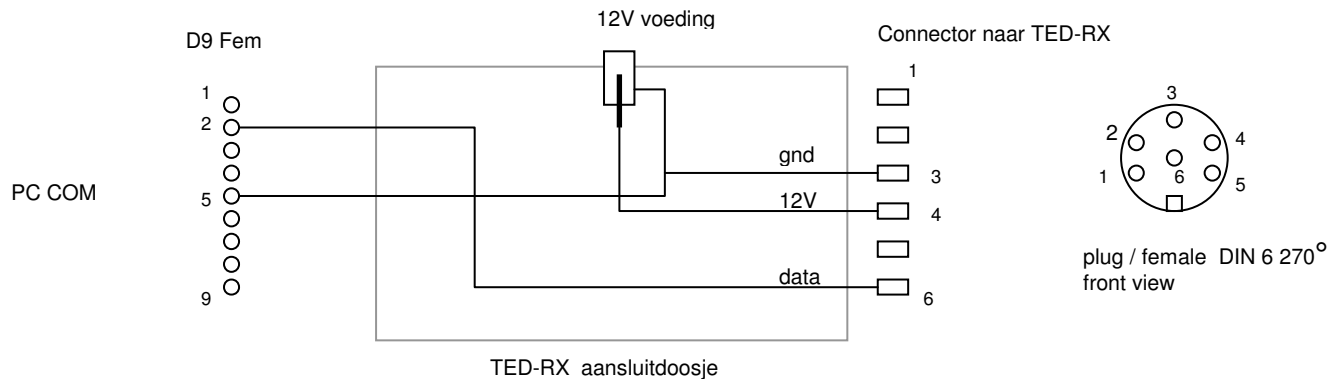 12V voeding
D9 Fem
Connector naar TED-RX
1
2
5
9
PC COM
gnd
12V
data
1
3
4
6
3
2
4
1
6
5
plug / female DIN 6 270°
front view
TED-RX aansluitdoosje